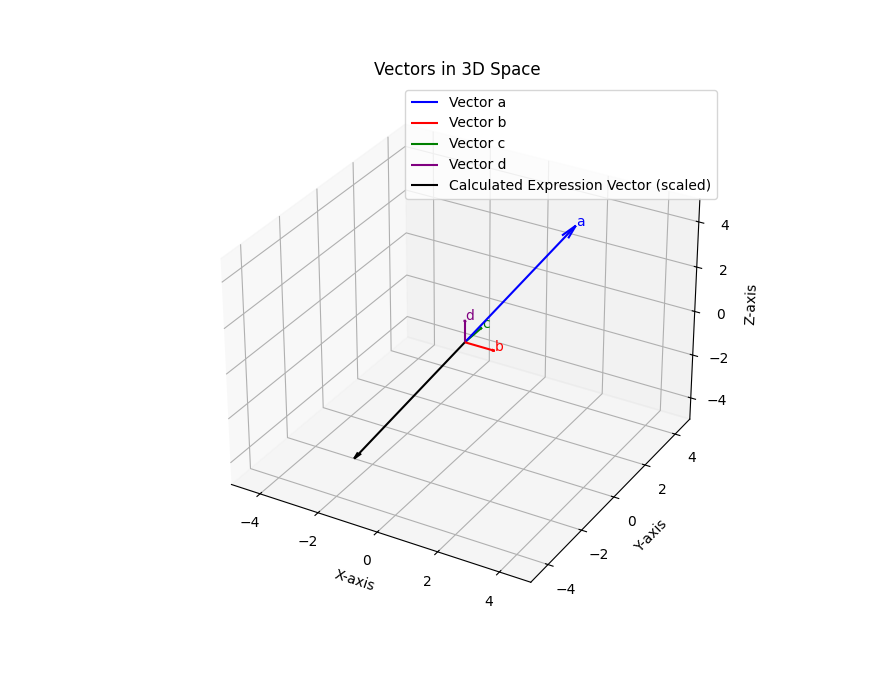 Vectors in 3D Space
Vector a
Vector b
Vector c
Vector d
Calculated Expression Vector (scaled)
a
d
c
b
4
2
0
−2
−4
Z-axis
4
2
0
−2
−4
Y-axis
−4
−2
0
2
4
X-axis